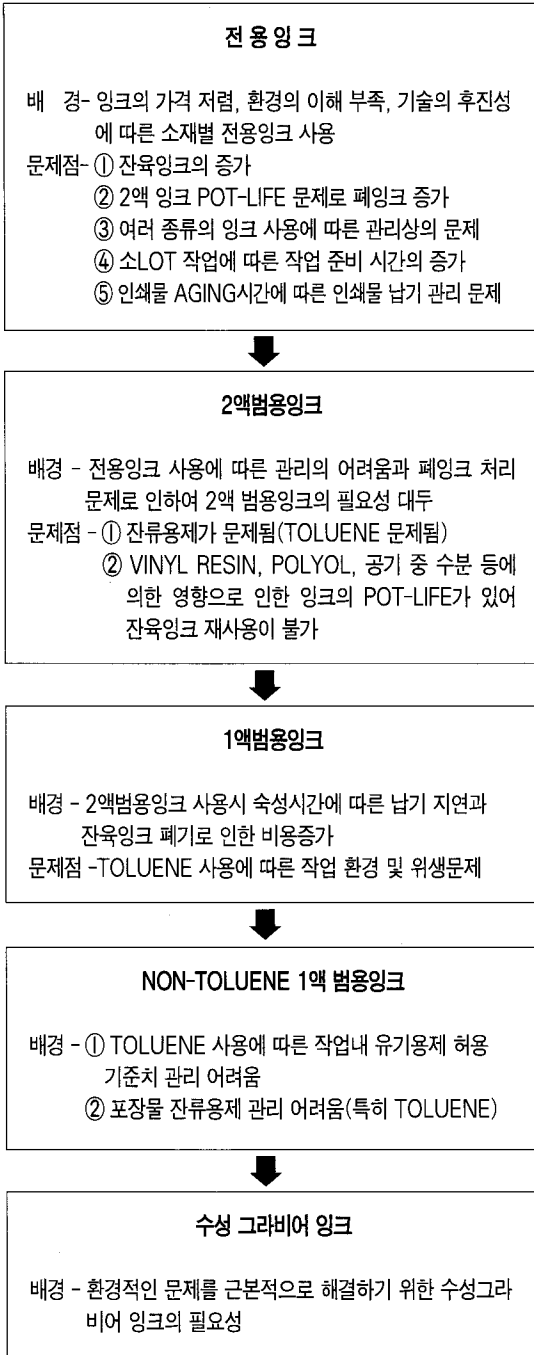 전용잉크
배 경- 잉크의 가격 저렴, 환경의 이해 부족, 기술의 후진성
에 따른 소재별 전용잉크 사용
문제점- ① 잔육잉크의 증가
② 2액 잉크 POT-LIFE 문제로 폐잉크 증가
③ 여러 종류의 잉크 사용에 따른 관리상의 문제
④ 소LOT 작업에 따른 작업 준비 시간의 증가
⑤ 인쇄물 AGING시간에 따른 인쇄물 납기 관리 문제
2액범용잉크
배경 - 전용잉크 사용에 따른 관리의 어려움과 폐잉크 처리
문제로 인하여 2액 범용잉크의 필요성 대두
문제점 - ① 잔류용제가 문제됨(TOLUENE 문제됨)
② VINYL RESIN, POLYOL, 공기 중 수분 등에
의한 영향으로 인한 잉크의 POT-LIFE가 있어
잔육잉크 재사용이 불가
1액범용잉크
배경 - 2액범용잉크 사용시 숙성시간에 따른 납기 지연과
잔육잉크 폐기로 인한 비용증가
문제점 -TOLUENE 사용에 따른 작업 환경 및 위생문제
NON-TOLUENE 1액 범용잉크
배경 - ① TOLUENE 사용에 따른 작업내 유기용제 허용
기준치 관리 어려움
② 포장물 잔류용제 관리 어려움(특히 TOLUENE)
수성 그라비어 잉크
배경 - 환경적인 문제를 근본적으로 해결하기 위한 수성그라
비어 잉크의 필요성